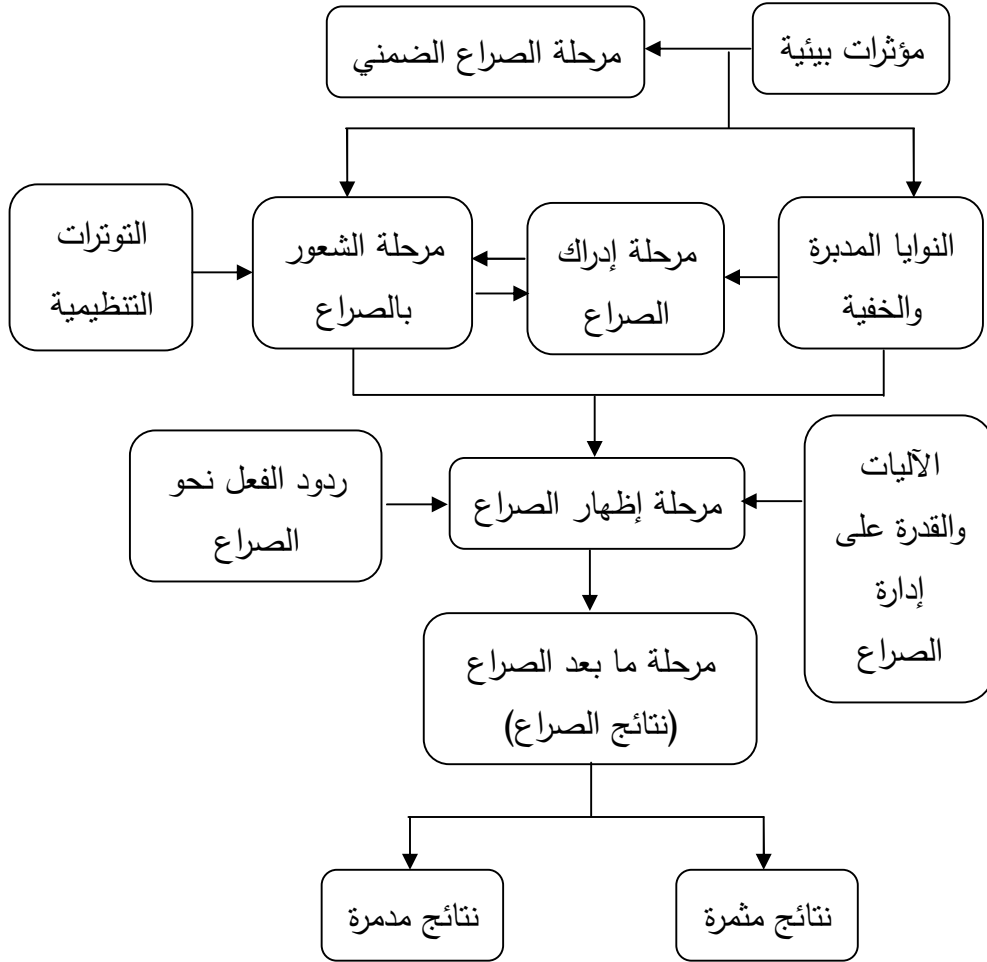 مؤثرات بيئية
مرحلة الصراع الضمني
النوايا المدبرة
والخفية
مرحلة إدراك
الصراع
مرحلة الشعور
بالصراع
التوترات
التنظيمية
الآليات
والقدرة على
إدارة
الصراع
مرحلة إظهار الصراع
ردود الفعل نحو
الصراع
مرحلة ما بعد الصراع
(نتائج الصراع)
نتائج مثمرة
نتائج مدمرة